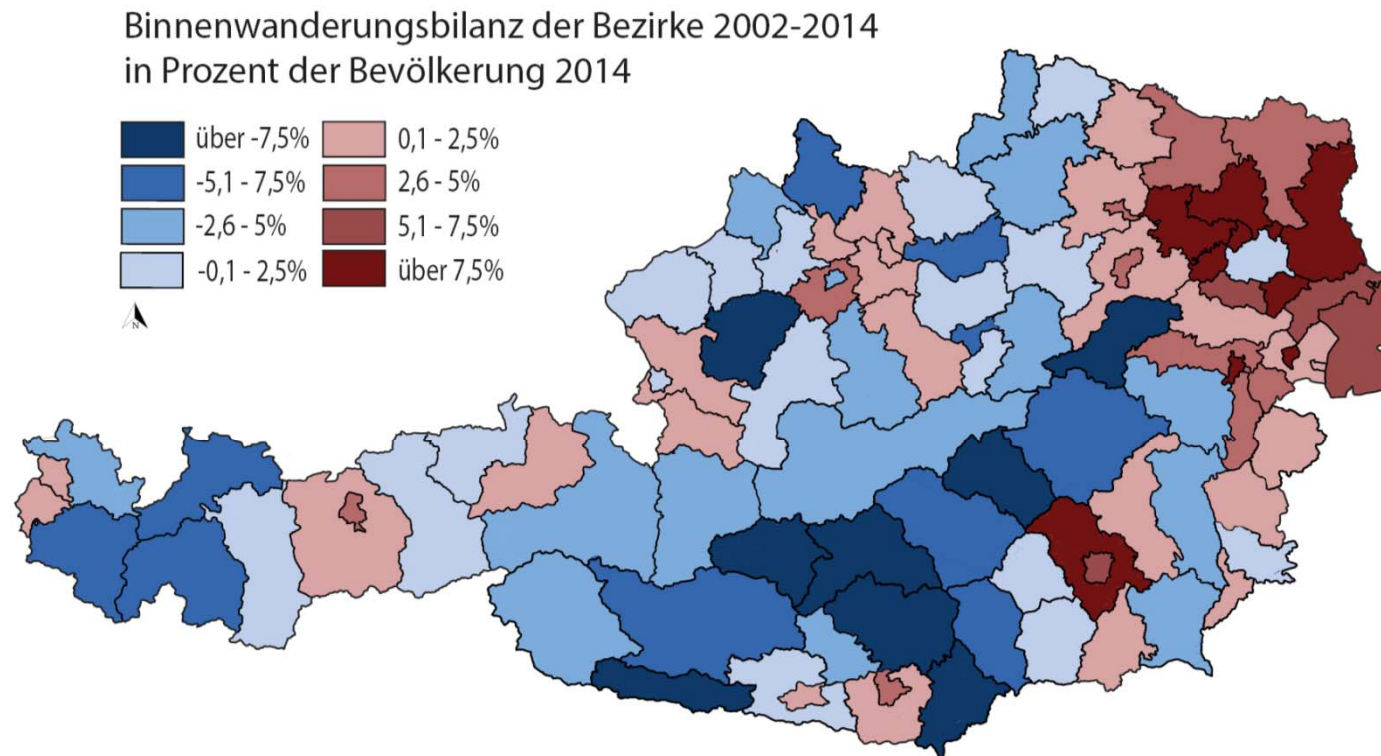 Binnenwanderungsbilanz der Bezirke 2002-2014
in Prozent der Bevölkerung 2014
über -7,5%
0,1 - 2,5%
-5,1 - 7,5%
2,6 - 5%
-2,6 - 5%
5,1 - 7,5%
-0,1 - 2,5%
über 7,5%
N